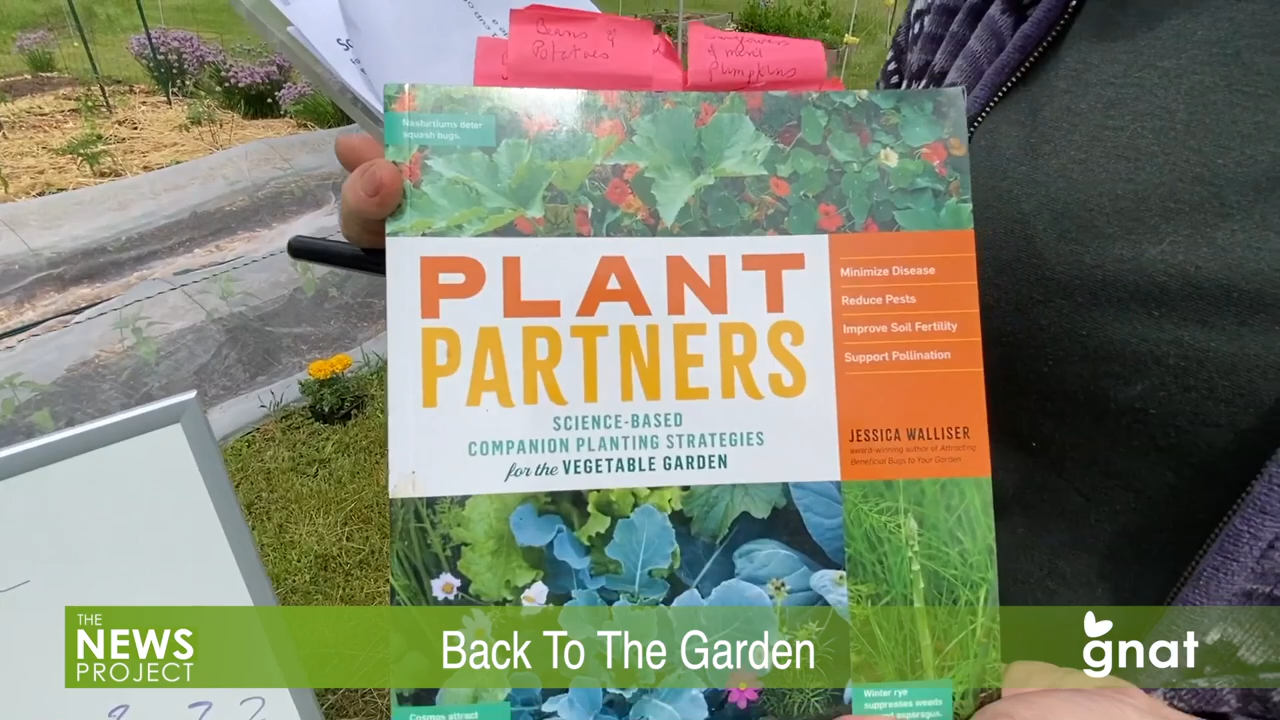 Beans &
Potatoes
Sunflowers
& mini
pumpkins
Nasturtiums deter
squash bugs.
PLANT
PARTNERS
SCIENCE-BASED
COMPANION PLANTING STRATEGIES
for the VEGETABLE GARDEN
Minimize Disease
Reduce Pests
Improve Soil Fertility
Support Pollination
JESSICA WALLISER
award-winning author of Attracting
Beneficial Bugs to Your Garden
THE
NEWS
PROJECT
Back To The Garden
gnat
Winter rye
suppresses weeds
asparagus.
Cosmos attract